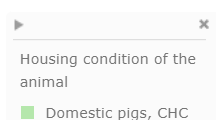 Housing condition of the
animal
Domestic pigs, CHC